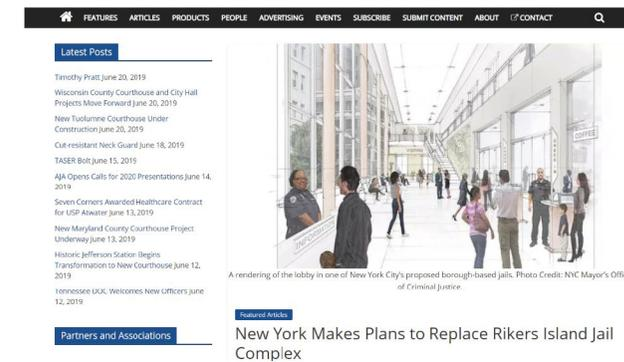 FEATURES ARTICLES PRODUCTS PEOPLE ADVERTISING EVENTS SUBSCRIBE SUBMIT CONTENT ABOUT CONTACT
Latest Posts
Timothy Pratt June 20, 2019
Wisconsin County Courthouse and City Hall
Projects Move Forward June 20, 2019
New Tuolumne Courthouse Under
Construction June 20, 2019
Cut-resistant Neck Guard June 18, 2019
TASER Bolt June 15, 2019
AJA Opens Calls for 2020 Presentations June 14,
2019
Seven Corners Awarded Healthcare Contract
for USP Atwater June 13, 2019
New Maryland County Courthouse Project
Underway June 13, 2019
Historic Jefferson Station Begins
Transformation to New Courthouse June 12,
2019
Tennessee DOC Welcomes New Officers June
12, 2019
Partners and Associations
COFFEE
INFORMATION
A rendering of the lobby in one of New York City's proposed borough-based jails. Photo Credit: NYC Mayor's Offi
of Criminal Justice.
Featured Articles
New York Makes Plans to Replace Rikers Island Jail
Complex